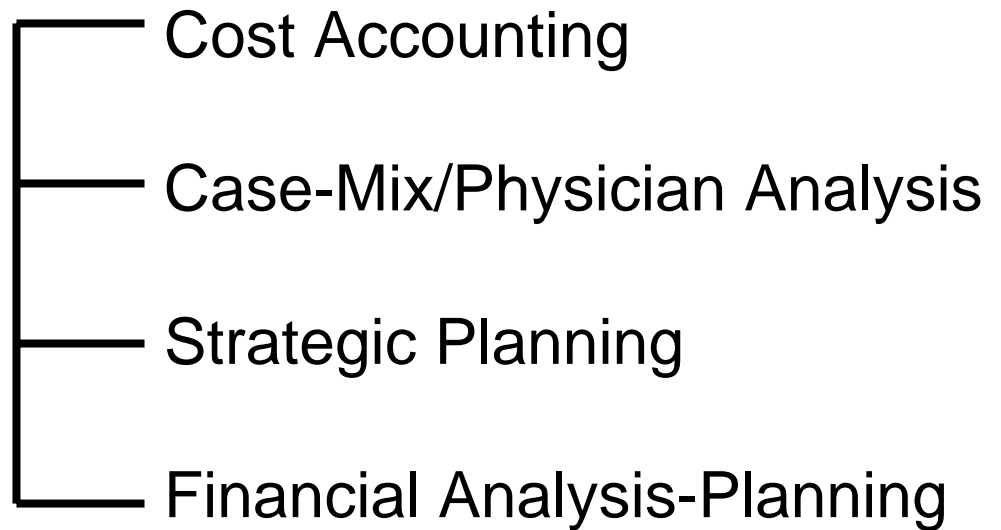 Cost Accounting
Case-Mix/Physician Analysis
Strategic Planning
Financial Analysis-Planning